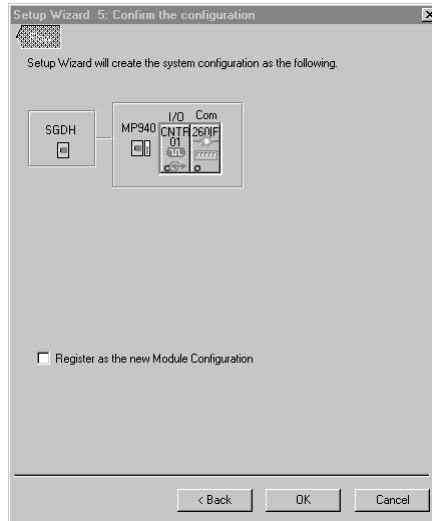 Setup Wizard 5: Confirm the configuration
Setup Wizard will create the system configuration as the following.
I/O Com
SGDH MP940 CNTR 260IF
01
Register as the new Module Configuration
< Back OK Cancel